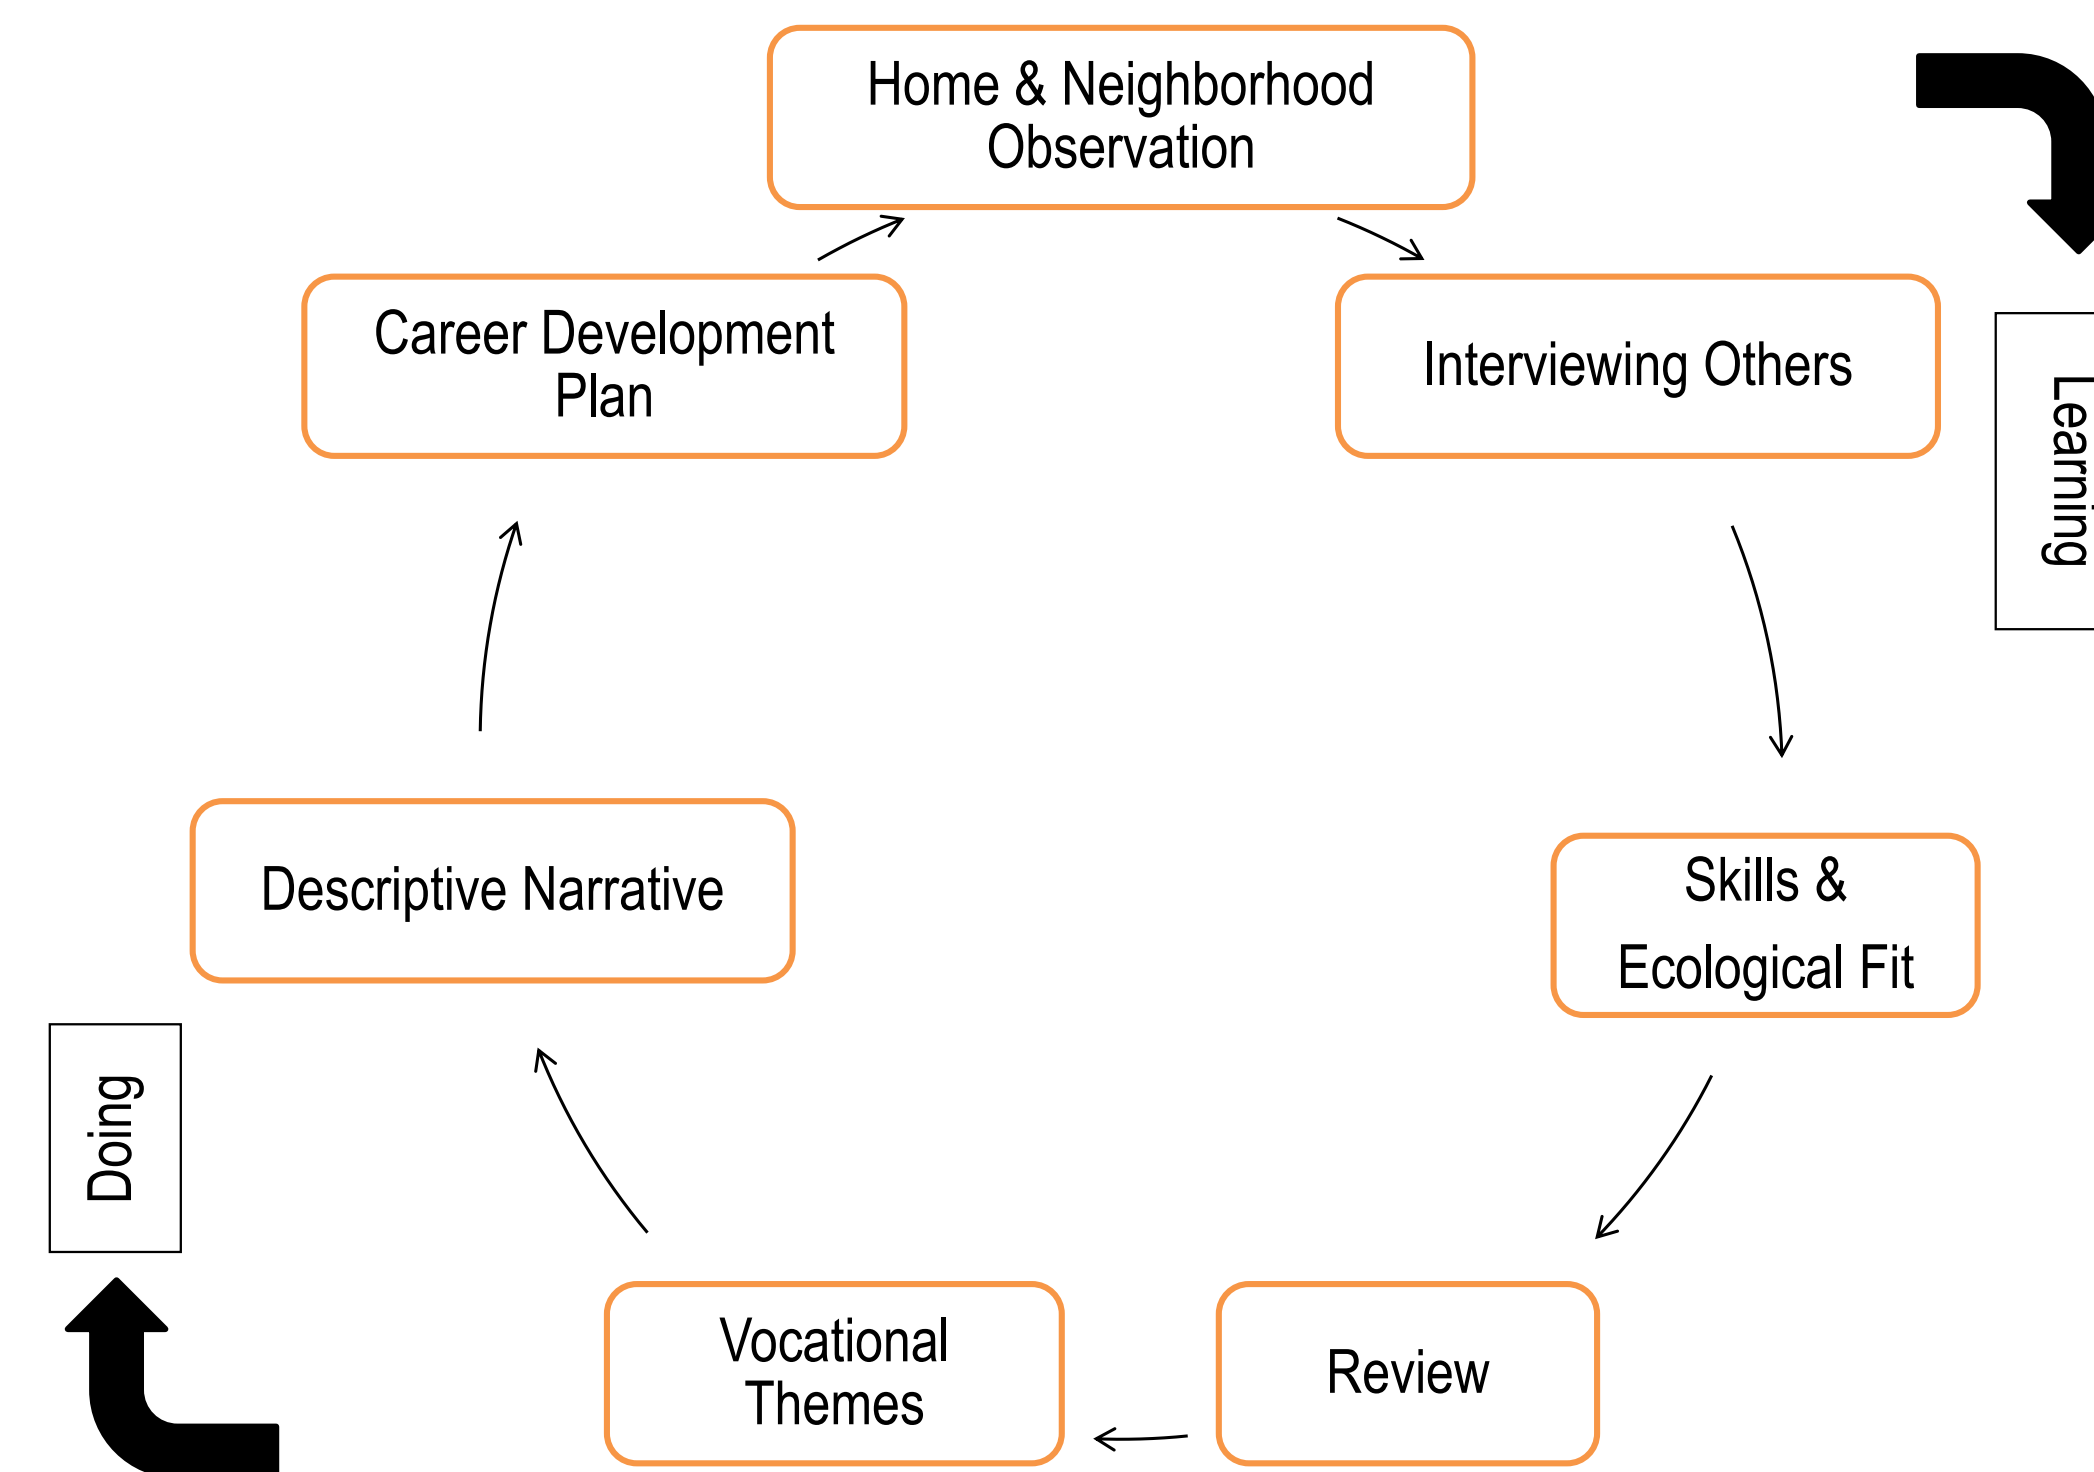 Home & Neighborhood
Observation
Career Development
Plan
Interviewing Others
Learning
Descriptive Narrative
Skills &
Ecological Fit
Doing
Vocational
Themes
Review